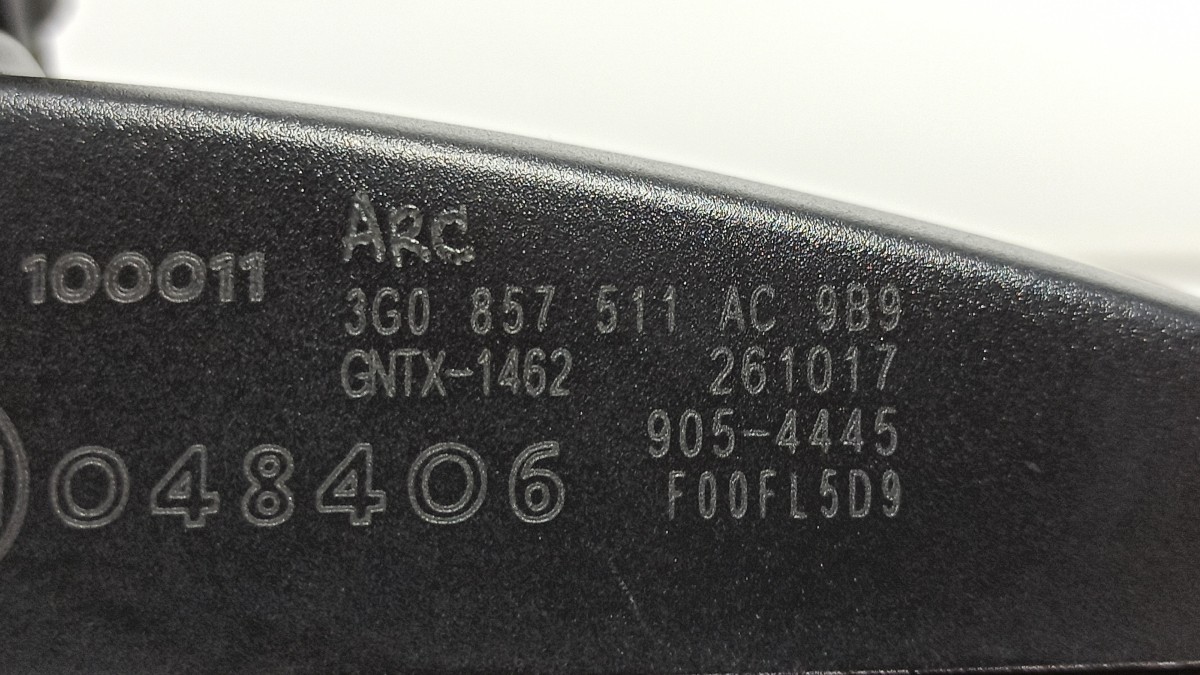 ARC
100011
3G0 857 511 AC 9B9
GNTX-1462 261017
905-4445
048406
F00FL5D9